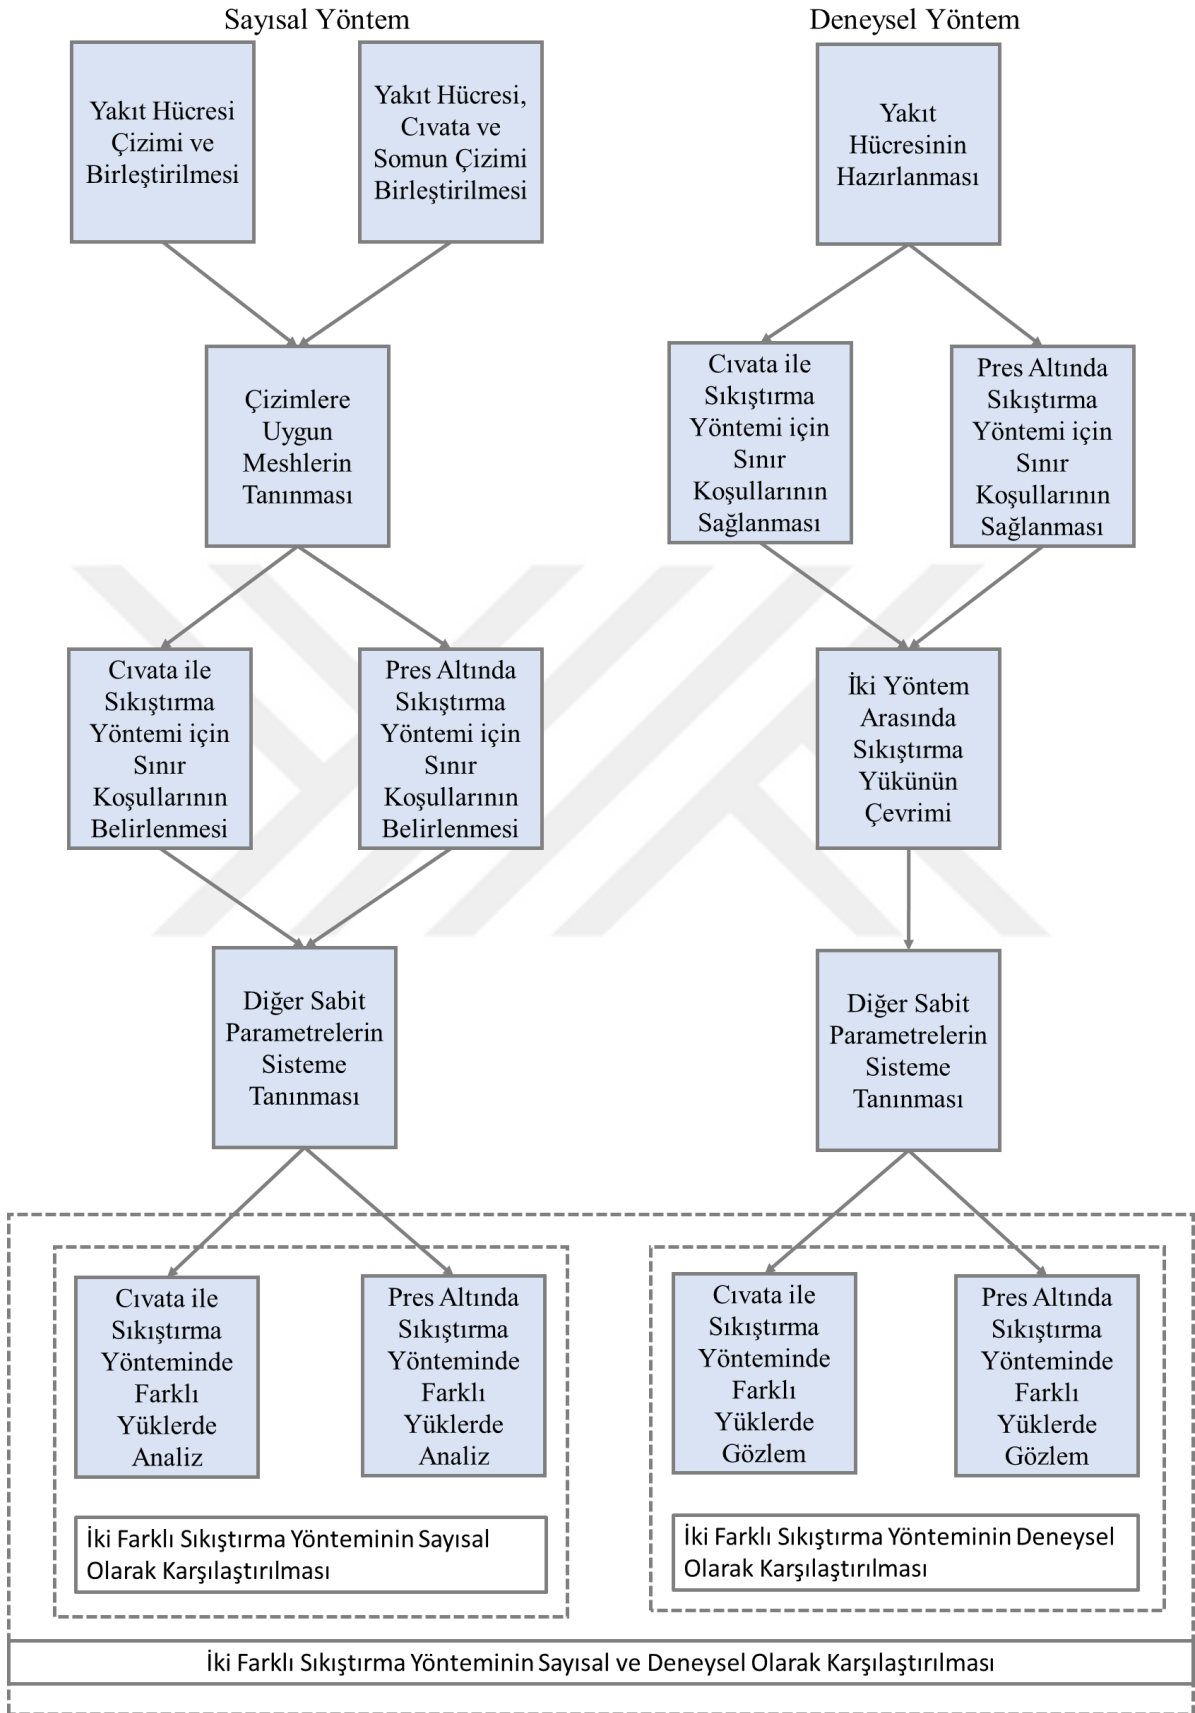 Sayısal Yöntem
Yakıt Hücresi
Çizimi ve
Birleştirilmesi
Yakıt Hücresi,
Cıvata ve
Somun Çizimi
Birleştirilmesi
Çizimlere
Uygun
Meshlerin
Tanınması
Cıvata ile
Sıkıştırma
Yöntemi için
Sınır
Koşullarının
Belirlenmesi
Pres Altında
Sıkıştırma
Yöntemi için
Sınır
Koşullarının
Belirlenmesi
Diğer Sabit
Parametrelerin
Sisteme
Tanınması
Cıvata ile
Sıkıştırma
Yönteminde
Farklı
Yüklerde
Analiz
Pres Altında
Sıkıştırma
Yönteminde
Farklı
Yüklerde
Analiz
İki Farklı Sıkıştırma Yönteminin Sayısal
Olarak Karşılaştırılması
Deneysel Yöntem
Yakıt
Hücresinin
Hazırlanması
Cıvata ile
Sıkıştırma
Yöntemi için
Sınır
Koşullarının
Sağlanması
Pres Altında
Sıkıştırma
Yöntemi için
Sınır
Koşullarının
Sağlanması
İki Yöntem
Arasında
Sıkıştırma
Yükünün
Çevrimi
Diğer Sabit
Parametrelerin
Sisteme
Tanınması
Cıvata ile
Sıkıştırma
Yönteminde
Farklı
Yüklerde
Gözlem
Pres Altında
Sıkıştırma
Yönteminde
Farklı
Yüklerde
Gözlem
İki Farklı Sıkıştırma Yönteminin Deneysel
Olarak Karşılaştırılması
İki Farklı Sıkıştırma Yönteminin Sayısal ve Deneysel Olarak Karşılaştırılması